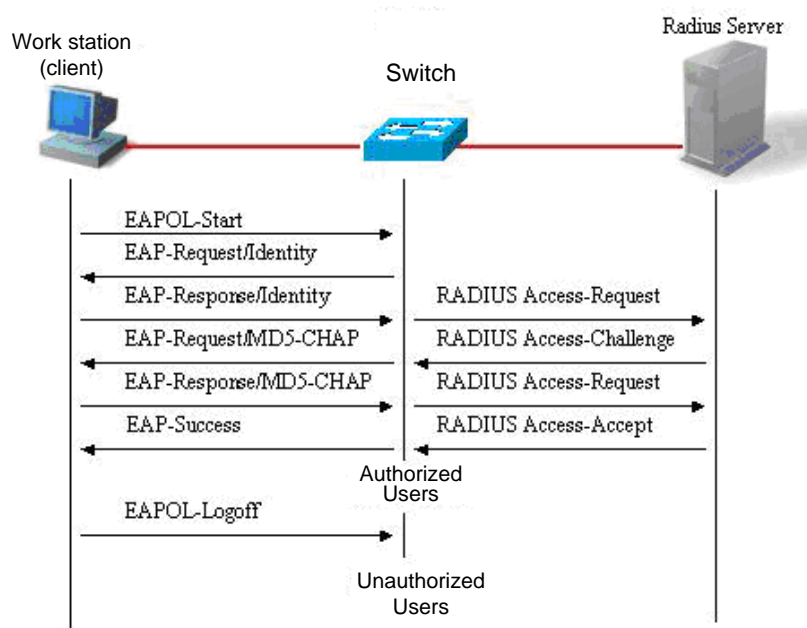 Radius Server
Work station
(client)
Switch
EAPOL-Start
EAP-Request/Identity
EAP-Response/Identity
RADIUS Access-Request
EAP-Request/MD5-CHAP
RADIUS Access-Challenge
EAP-Response/MD5-CHAP
RADIUS Access-Request
EAP-Success
RADIUS Access-Accept
Authorized
Users
EAPOL-Logoff
Unauthorized
Users